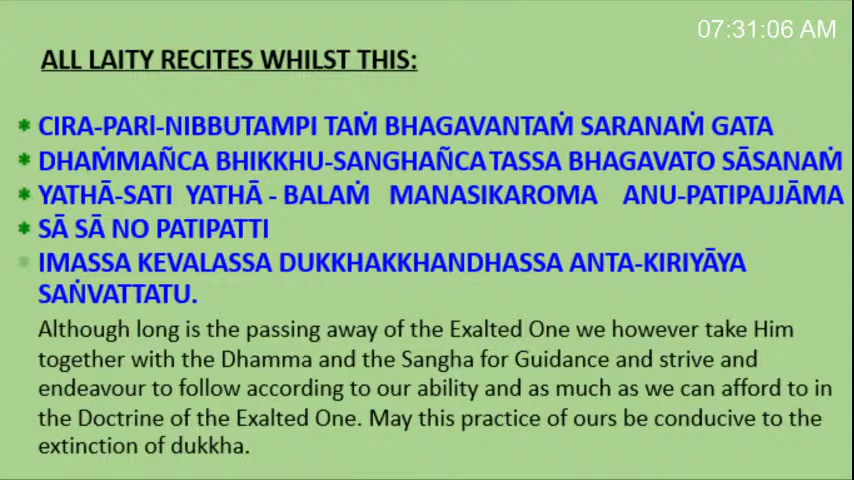 07:31:06 AM
ALL LAITY RECITES WHILST THIS:
* CIRA-PARI-NIBBUTAMPI TAṀ BHAGAVANTAṀ SARANAṀ GATA
* DHAṀMAÑCA BHIKKHU-SANGHAÑCA TASSA BHAGAVATO SĀSANAṀ
* YATHĀ-SATI YATHĀ - BALAṀ MANASIKAROMA ANU-PATIPAJJĀMA
* SĀ SĀ NO PATIPATTI
* IMASSA KEVALASSA DUKKHAKKHANDHASSA ANTA-KIRIYĀYA
SAṄVATTATU.
Although long is the passing away of the Exalted One we however take Him
together with the Dhamma and the Sangha for Guidance and strive and
endeavour to follow according to our ability and as much as we can afford to in
the Doctrine of the Exalted One. May this practice of ours be conducive to the
extinction of dukkha.